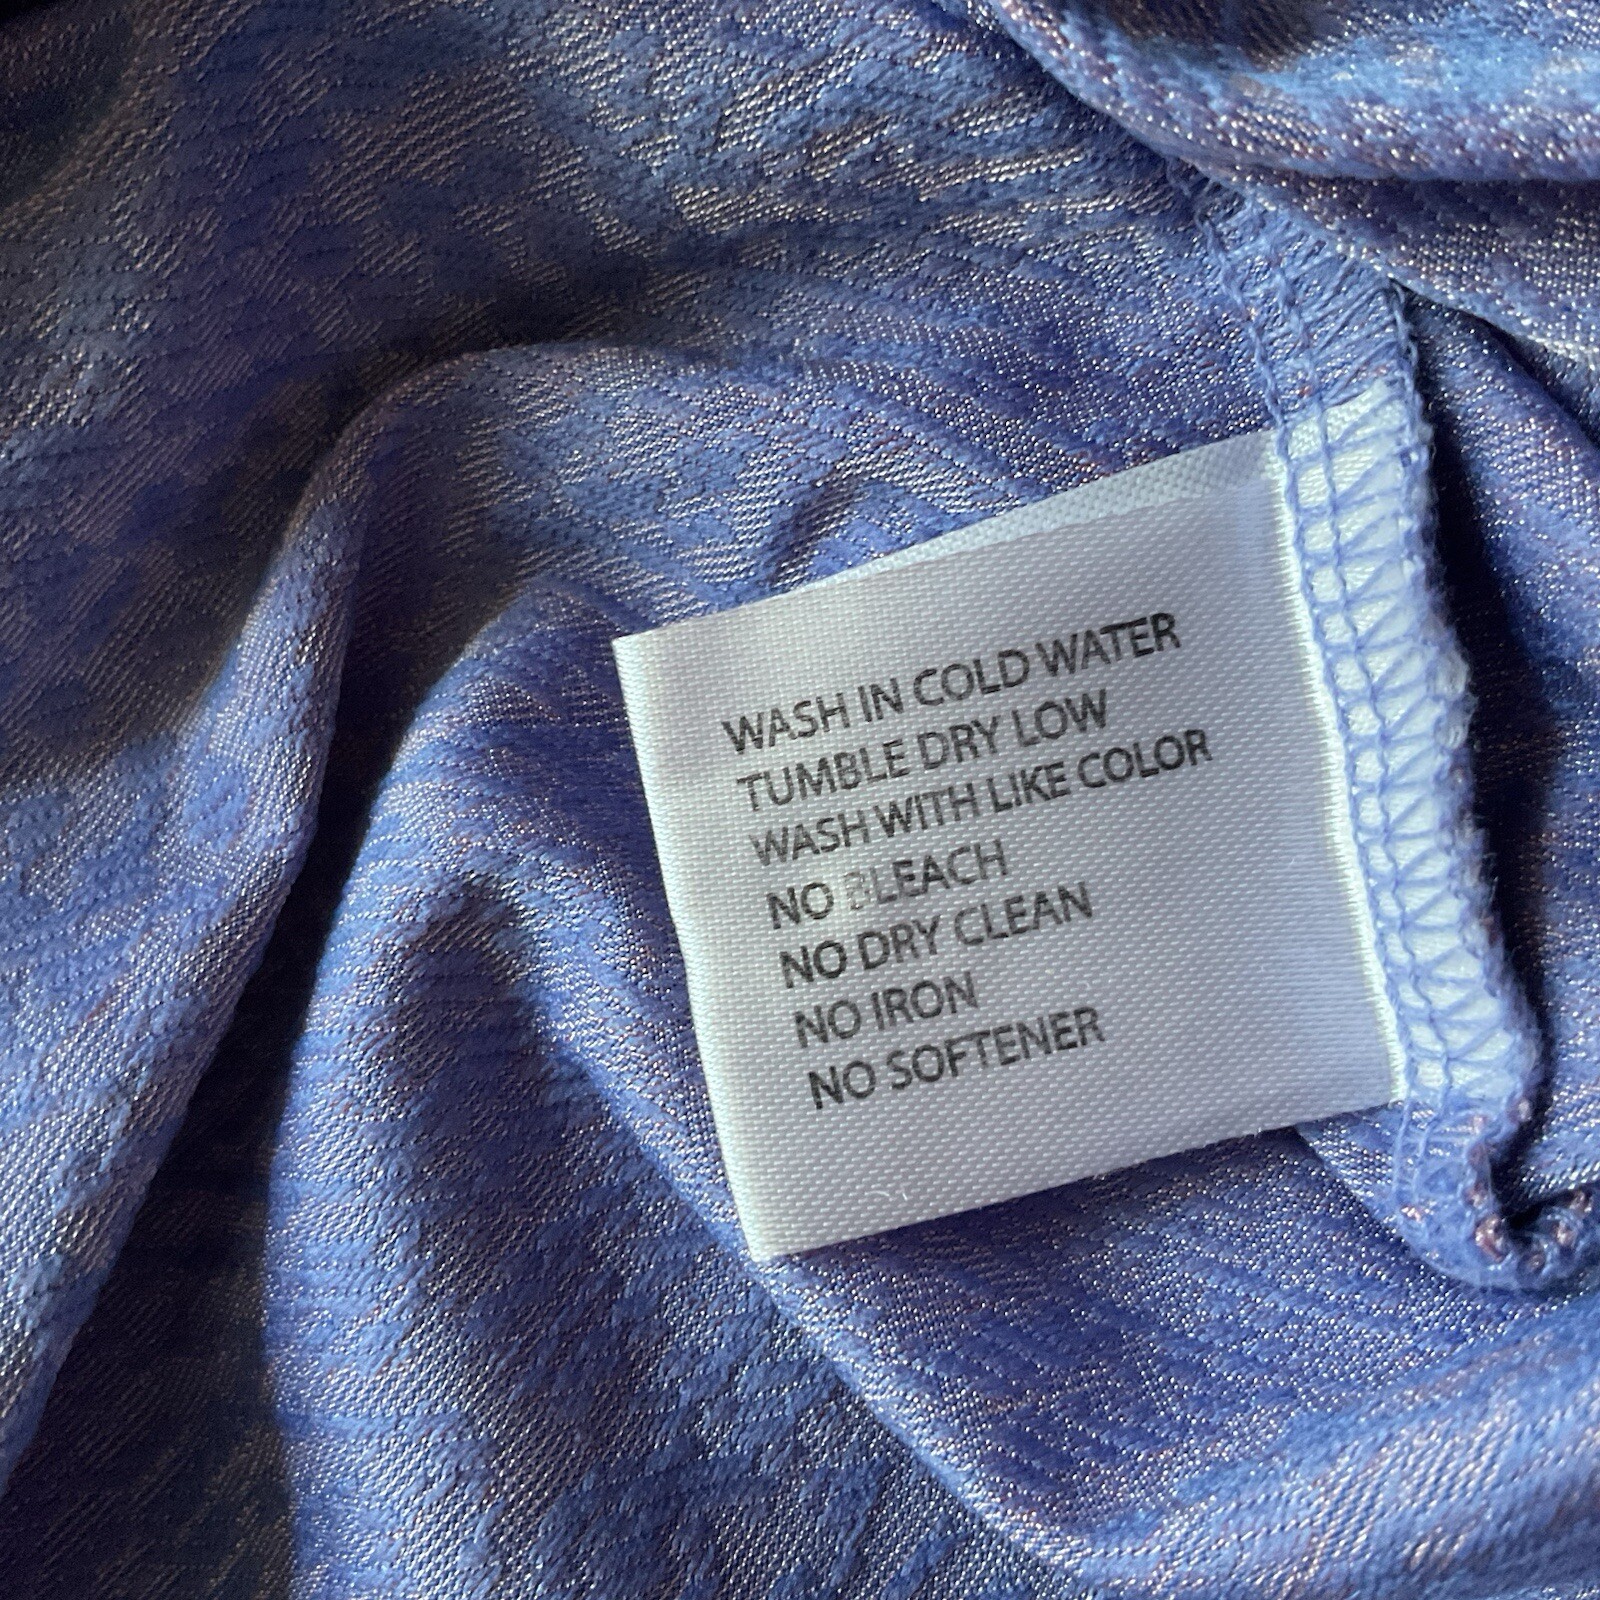 WASH IN COLD WATER
TUMBLE DRY LOW
WASH WITH LIKE COLOR
NO BLEACH
NO DRY CLEAN
NO IRON
NO SOFTENER